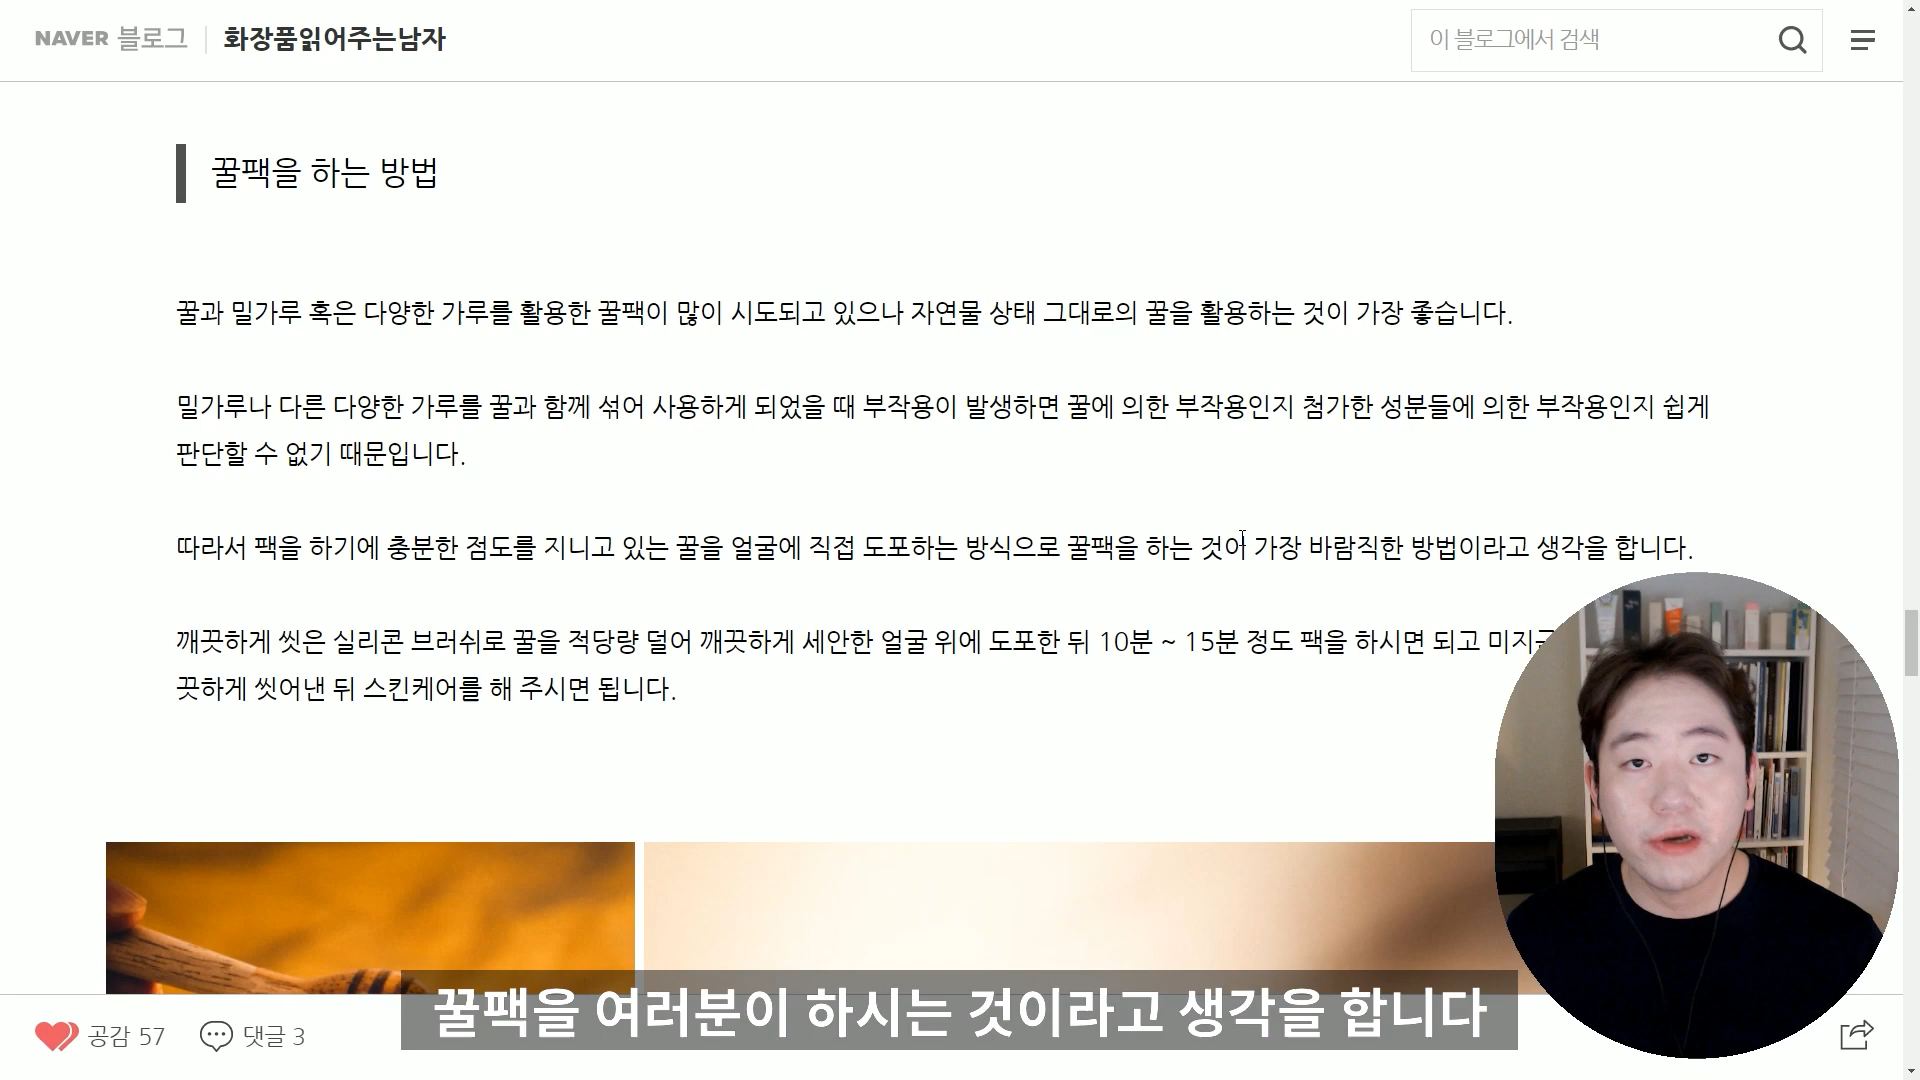 NAVER 블로그 화장품읽어주는남자
이 블로그에서 검색
꿀팩을 하는 방법
꿀과 밀가루 혹은 다양한 가루를 활용한 꿀팩이 많이 시도되고 있으나 자연물 상태 그대로의 꿀을 활용하는 것이 가장 좋습니다.
밀가루나 다른 다양한 가루를 꿀과 함께 섞어 사용하게 되었을 때 부작용이 발생하면 꿀에 의한 부작용인지 첨가한 성분들에 의한 부작용인지 쉽게
판단할 수 없기 때문입니다.
따라서 팩을 하기에 충분한 점도를 지니고 있는 꿀을 얼굴에 직접 도포하는 방식으로 꿀팩을 하는 것이 가장 바람직한 방법이라고 생각을 합니다.
깨끗하게 씻은 실리콘 브러쉬로 꿀을 적당량 덜어 깨끗하게 세안한 얼굴 위에 도포한 뒤 10분 ~ 15분 정도 팩을 하시면 되고
끗하게 씻어낸 뒤 스킨케어를 해 주시면 됩니다.
꿀팩을 여러분이 하시는 것이라고 생각을 합니다
공감 57 댓글 3